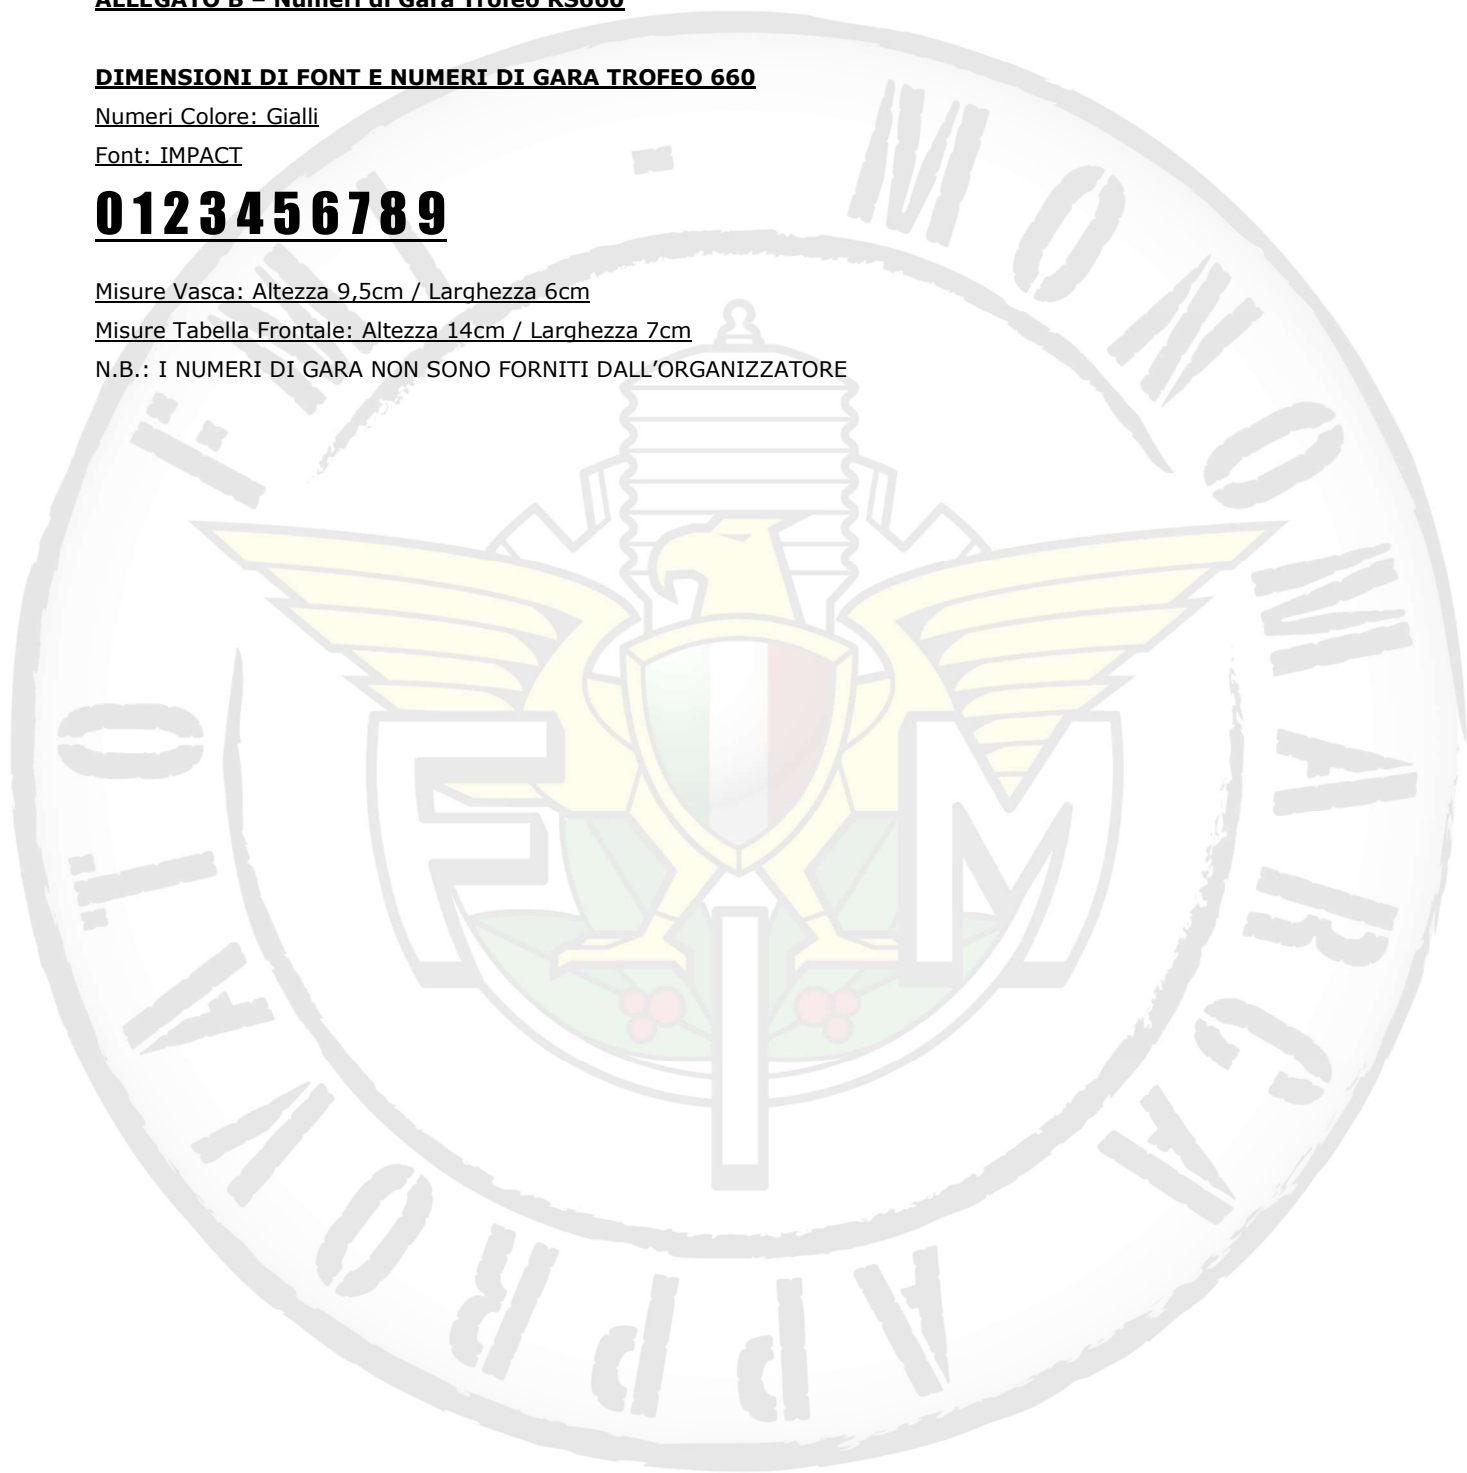 ALLEGATO B – Numeri di Gara Trofeo RS660
DIMENSIONI DI FONT E NUMERI DI GARA TROFEO 660
Numeri Colore: Gialli
Font: IMPACT
0 1 2 3 4 5 6 7 8 9
Misure Vasca: Altezza 9,5cm / Larghezza 6cm
Misure Tabella Frontale: Altezza 14cm / Larghezza 7cm
N.B.: I NUMERI DI GARA NON SONO FORNITI DALL’ORGANIZZATORE
FMI - MONOMARCA APPROVATO
FMI